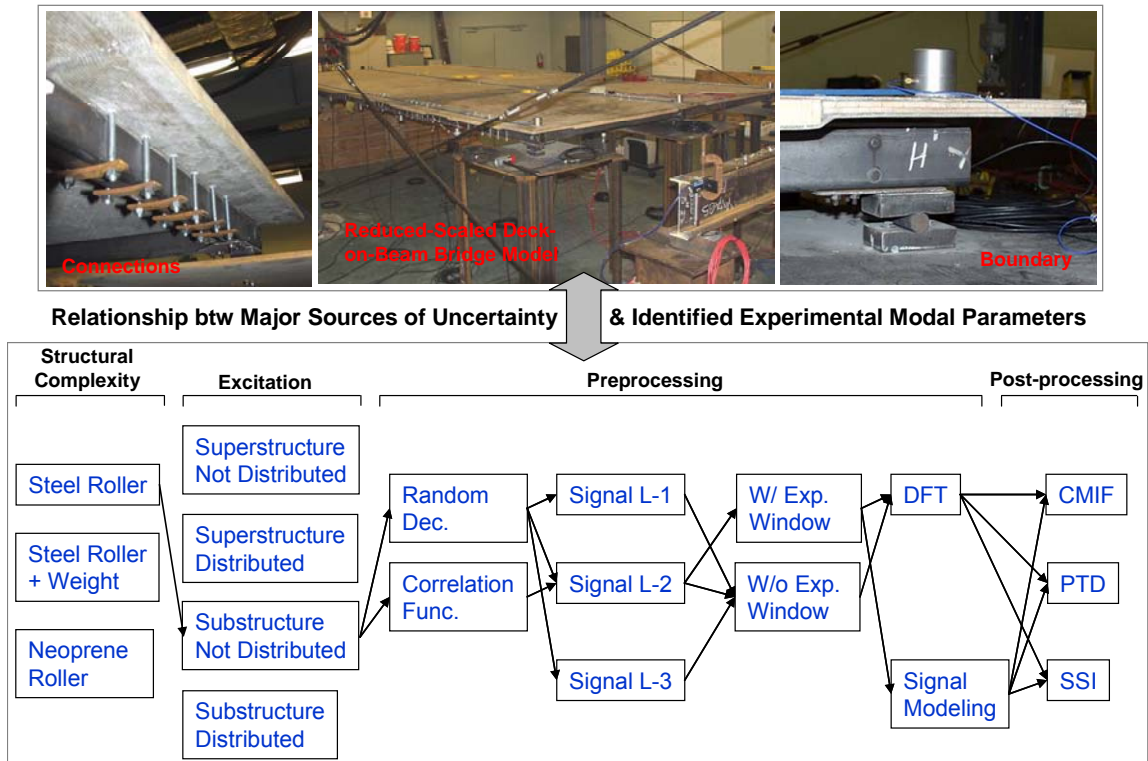 Connections
Reduced-Scaled Deck-
on-Beam Bridge Model
H
Boundary
Relationship btw Major Sources of Uncertainty & Identified Experimental Modal Parameters
Structural
Complexity
Excitation
Preprocessing
Post-processing
Steel Roller
Steel Roller
+ Weight
Neoprene
Roller
Superstructure
Not Distributed
Superstructure
Distributed
Substructure
Not Distributed
Substructure
Distributed
Random
Dec.
Correlation
Func.
Signal L-1
Signal L-2
Signal L-3
W/ Exp.
Window
W/o Exp.
Window
DFT
Signal
Modeling
CMIF
PTD
SSI